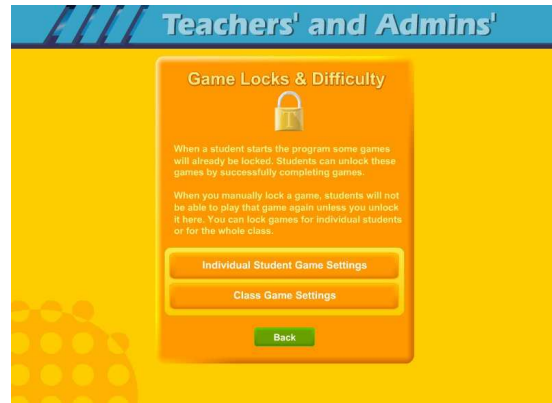 Teachers' and Admins'
Game Locks & Difficulty
T
When a student starts the program some games
will already be locked. Students can unlock these
games by successfully completing games.
When you manually lock a game, students will not
be able to play that game again unless you unlock
it here. You can lock games for individual students
or for the whole class.
Individual Student Game Settings
Class Game Settings
Back